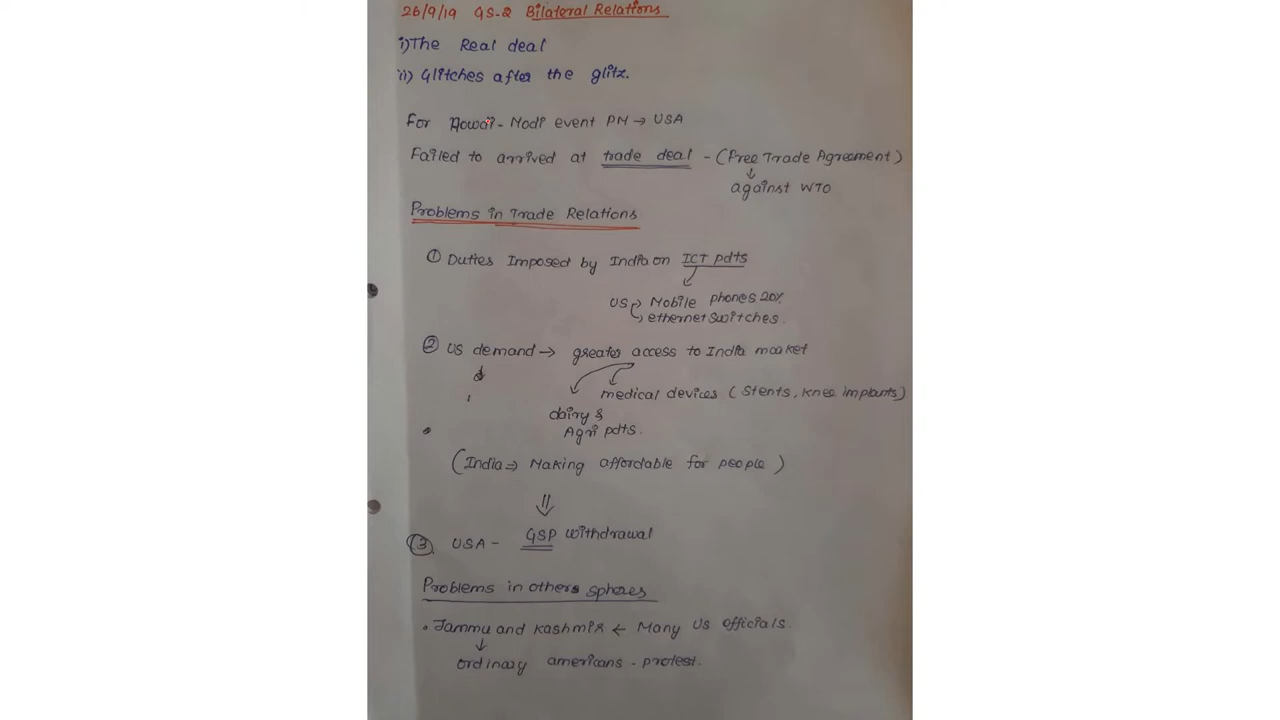 26/9/19 GS-2 Bilateral Relations
i) The Real deal
ii) Glitches after the glitz.
For Howdi - Modi event PM → USA
Failed to arrived at trade deal - (Free Trade Agreement)
↓
against WTO
Problems in Trade Relations
① Duties Imposed by India on ICT pdts
US → Mobile phones 20%
→ ethernet switches.
② US demand → greater access to India market
medical devices (Stents, knee implants)
dairy &
Agri pdts.
(India ⇒ Making affordable for people)
⇓
③ USA - GSP withdrawal
Problems in others spheres
• Jammu and Kashmir ← Many US officials.
↓
ordinary americans - protest.